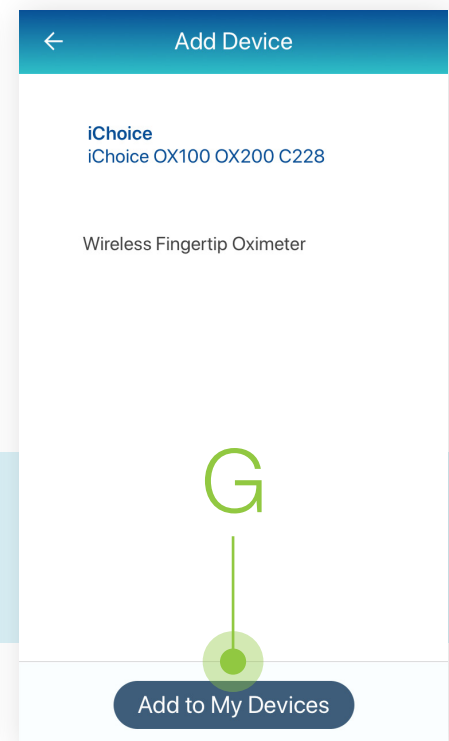 Add Device
iChoice
iChoice OX100 OX200 C228
Wireless Fingertip Oximeter
G
Add to My Devices